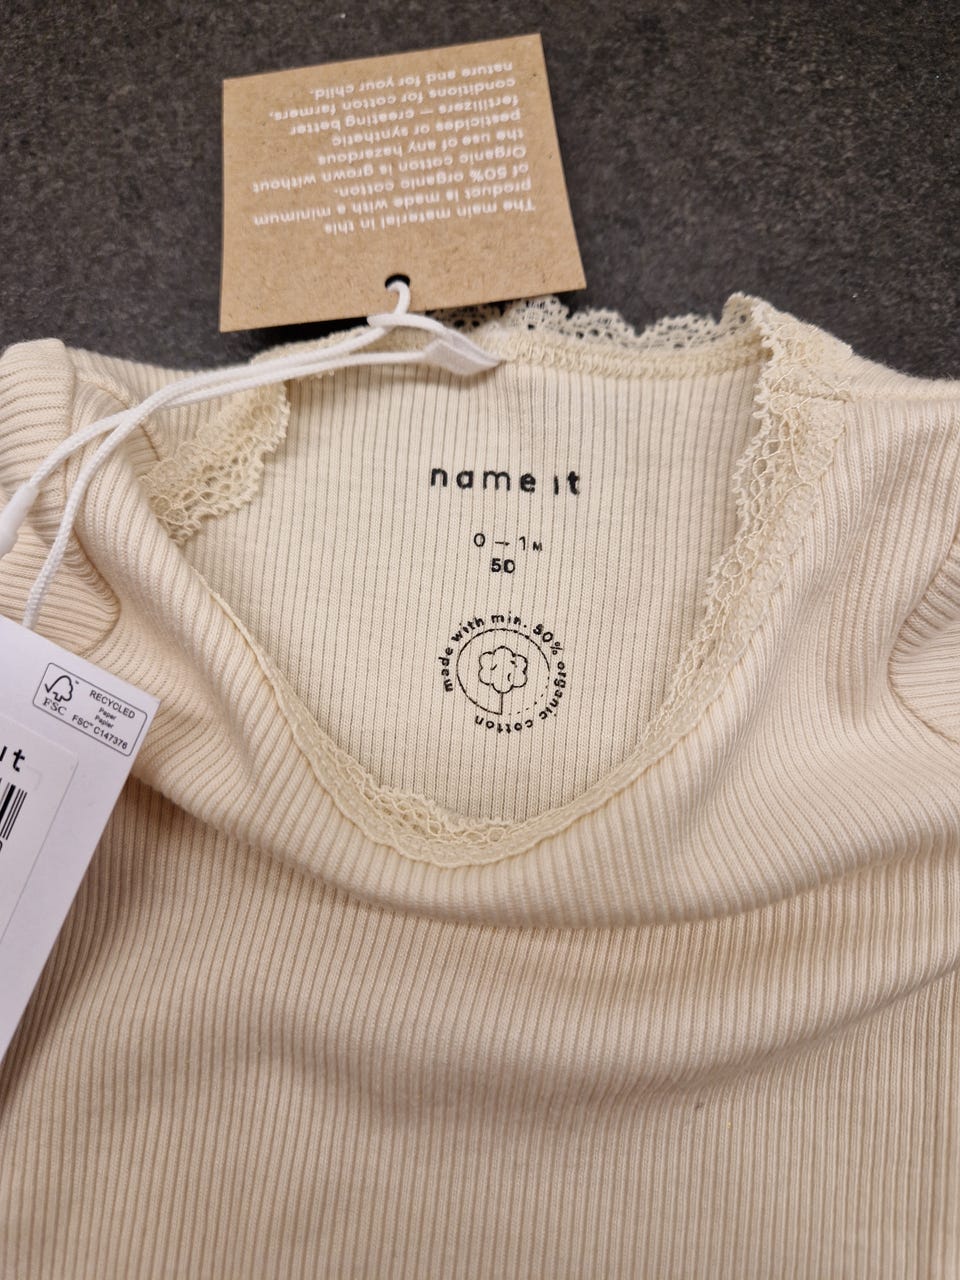 The main material in this
product is made with a minimum
of 50% organic cotton.
Organic cotton is grown without
the use of any hazardous
pesticides or synthetic
fertilizers — creating better
conditions for cotton farmers,
nature and for your child.
name it
0 → 1M
50
made with min. 50% organic cotton
FSC
RECYCLED
Paper
Papier
FSC™ C147376
it